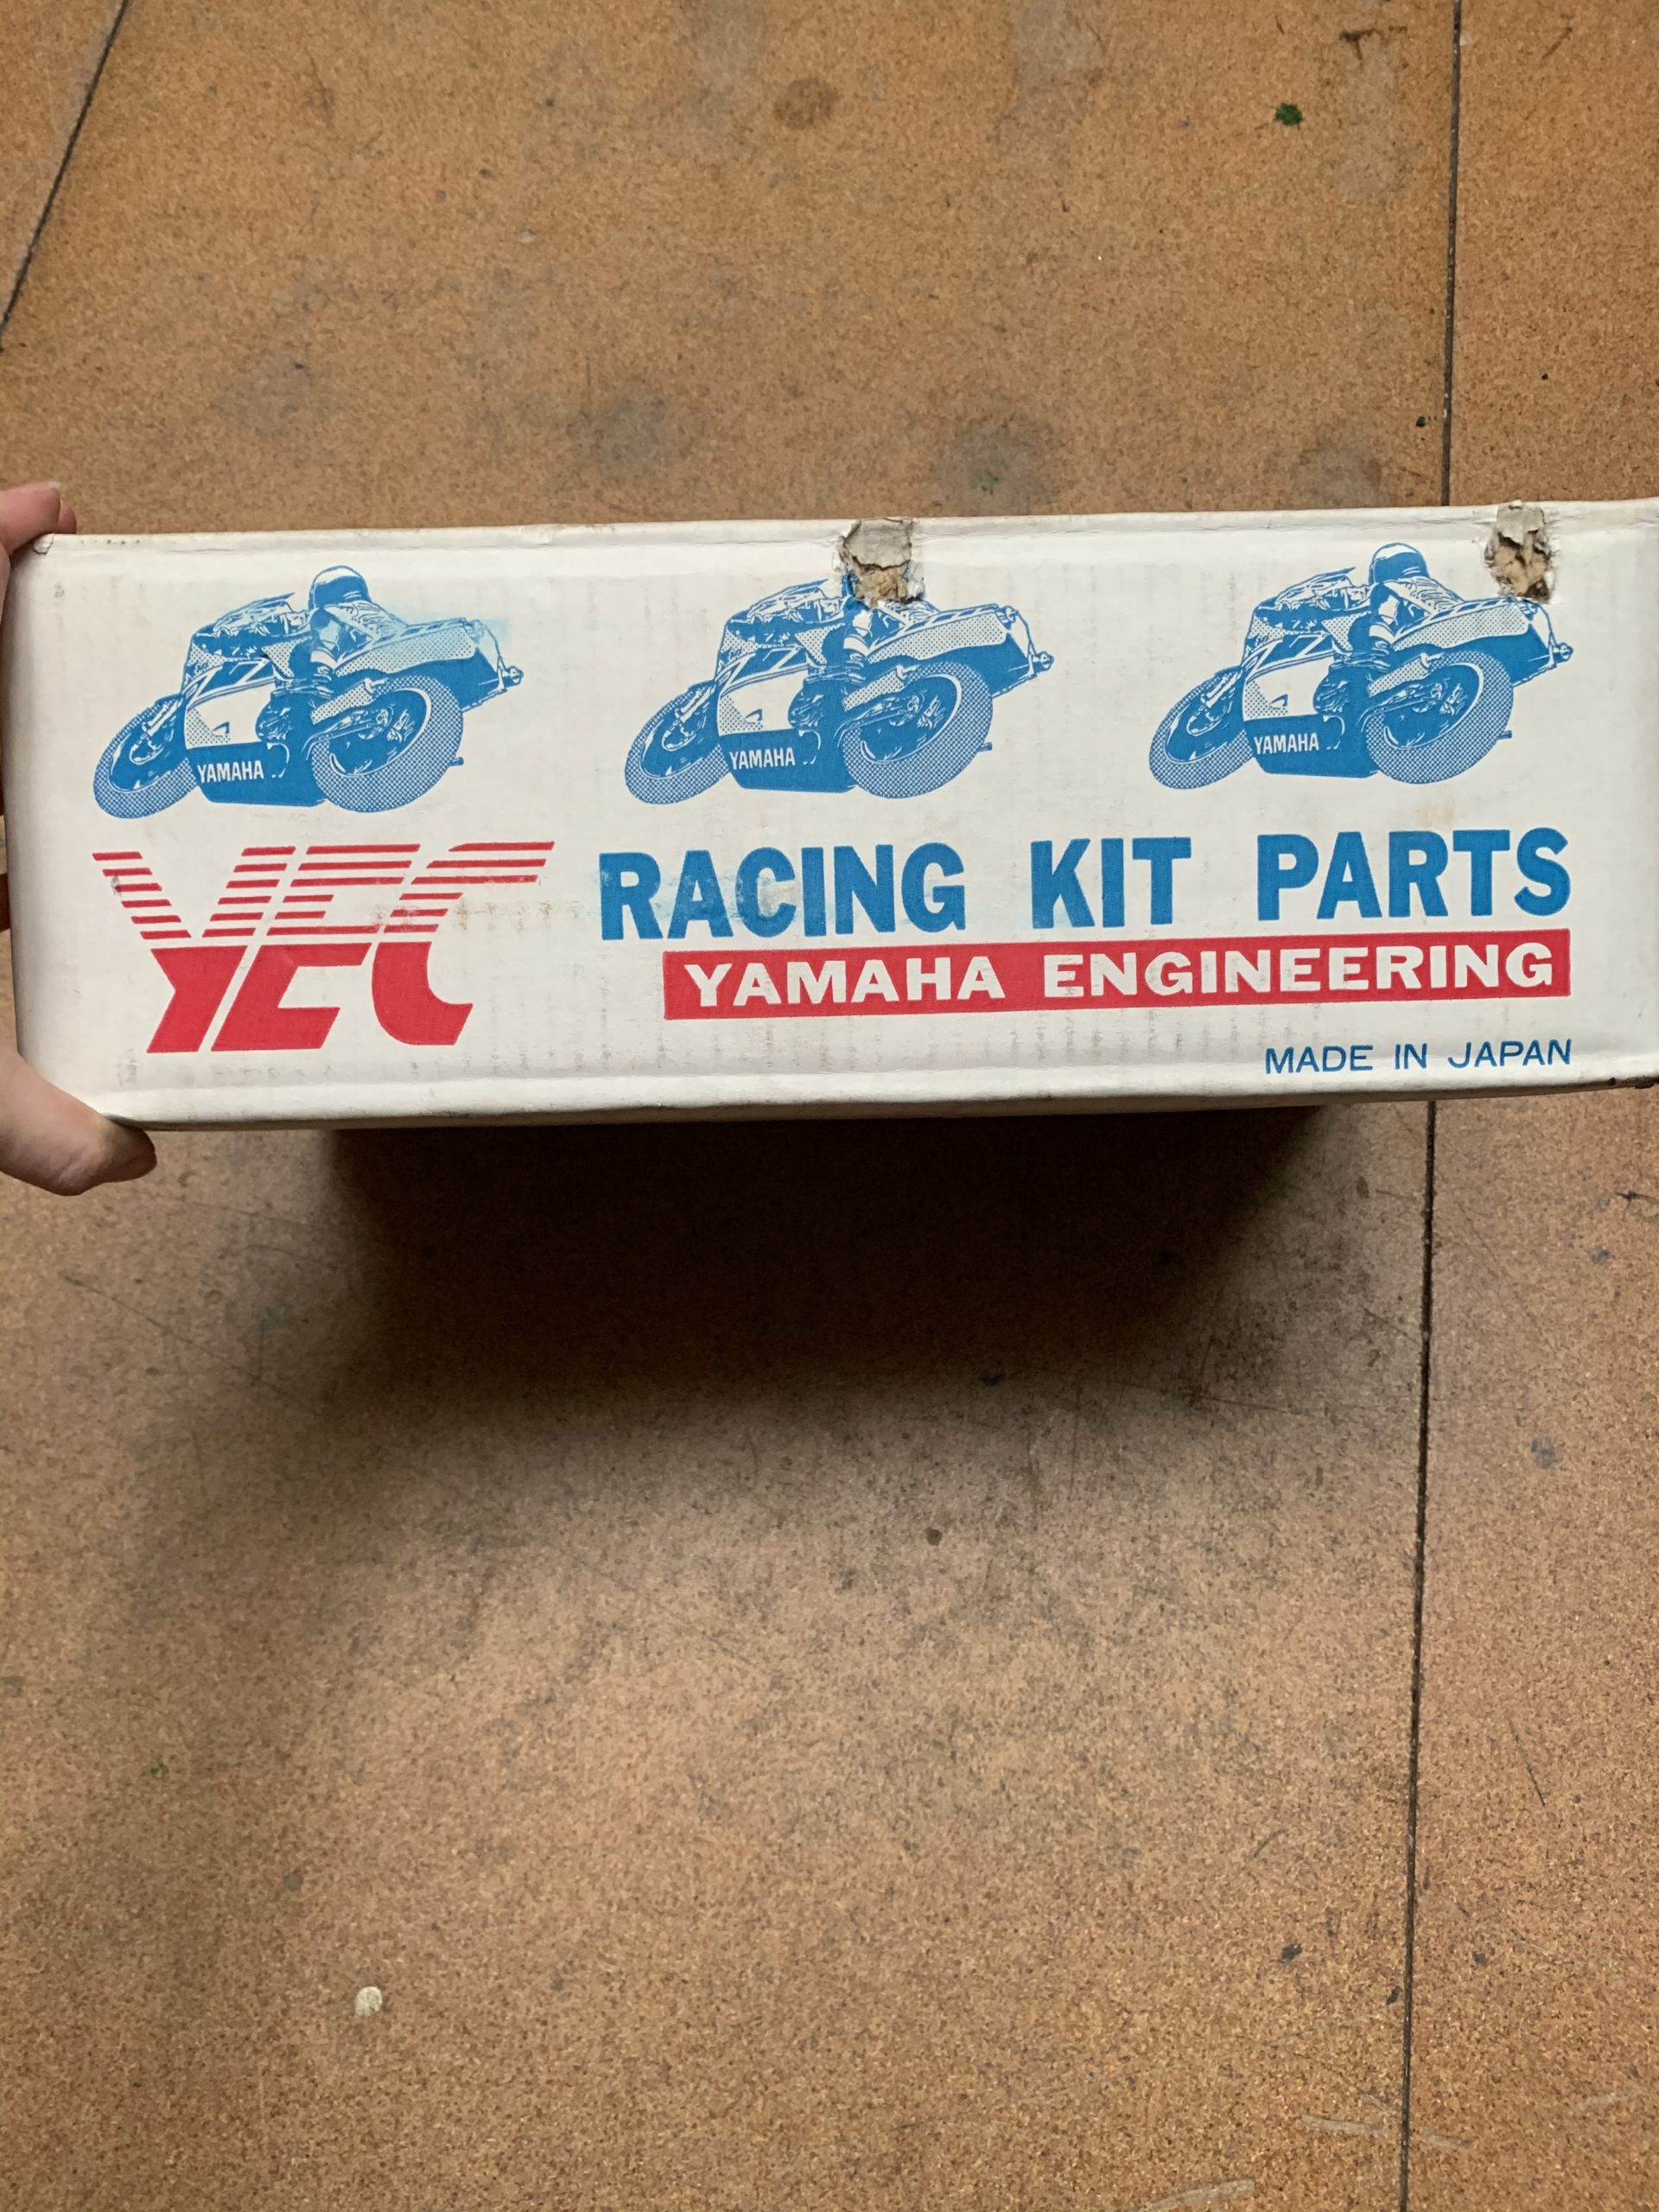 YAMAHA YAMAHA YAMAHA
YEC RACING KIT PARTS
YAMAHA ENGINEERING
MADE IN JAPAN